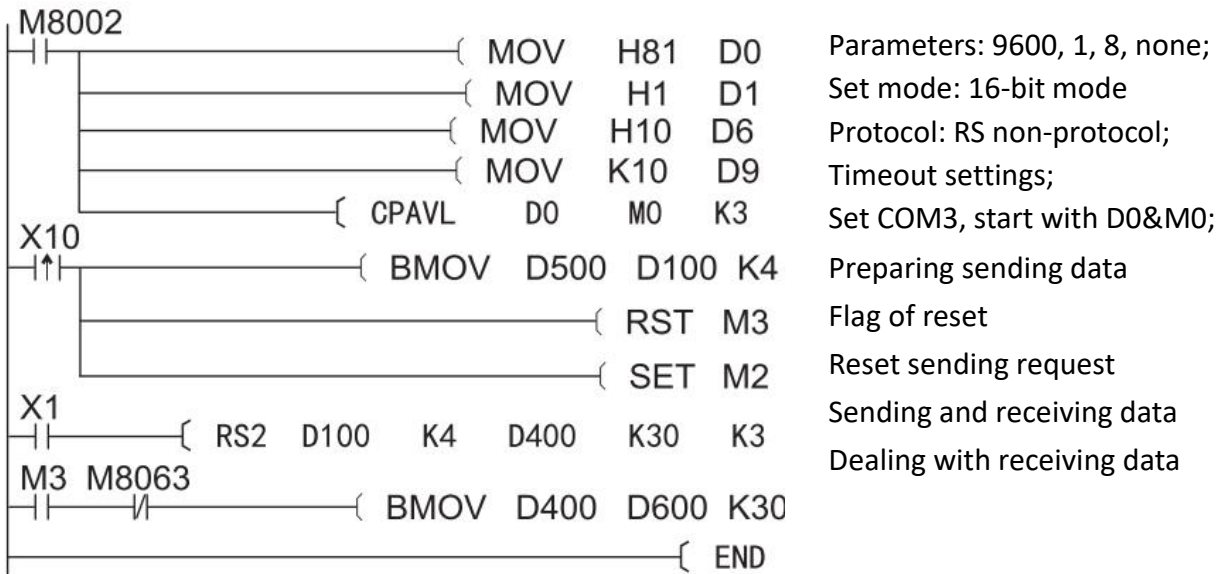 M8002
MOV H81 D0 Parameters: 9600, 1, 8, none;
MOV H1 D1 Set mode: 16-bit mode
MOV H10 D6 Protocol: RS non-protocol;
MOV K10 D9 Timeout settings;
CPAVL D0 M0 K3 Set COM3, start with D0&M0;
X10
BMOV D500 D100 K4 Preparing sending data
RST M3 Flag of reset
SET M2 Reset sending request
X1
RS2 D100 K4 D400 K30 K3 Sending and receiving data
M3 M8063 Dealing with receiving data
BMOV D400 D600 K30
END